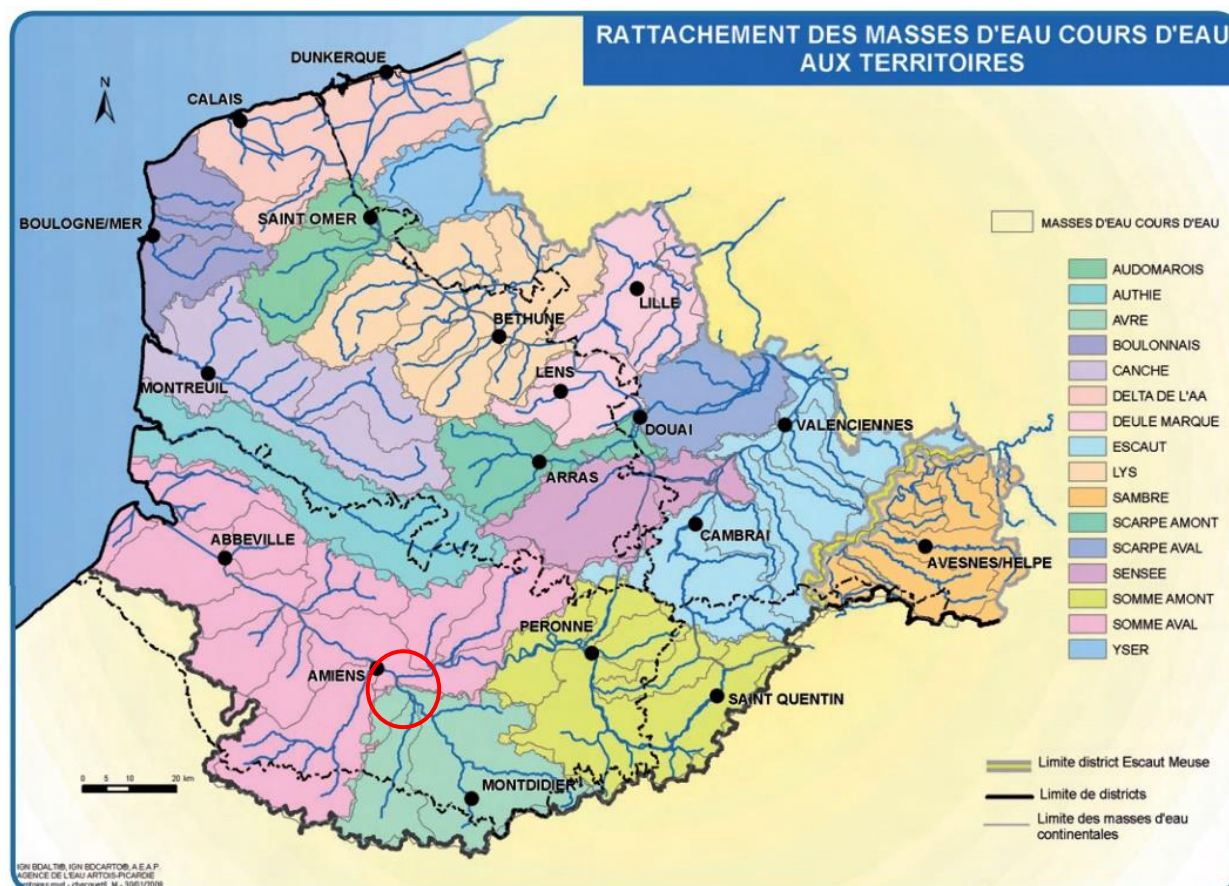 RATTACHEMENT DES MASSES D'EAU COURS D'EAU
AUX TERRITOIRES
N
DUNKERQUE
CALAIS
SAINT OMER
BOULOGNE/MER
LILLE
BETHUNE
LENS
MONTREUIL
DOUAI
VALENCIENNES
ARRAS
CAMBRAI
ABBEVILLE
AVESNES/HELPE
PERONNE
AMIENS
SAINT QUENTIN
MONTDIDIER
0 5 10 20 km
MASSES D'EAU COURS D'EAU
AUDOMAROIS
AUTHIE
AVRE
BOULONNAIS
CANCHE
DELTA DE L'AA
DEULE MARQUE
ESCAUT
LYS
SAMBRE
SCARPE AMONT
SCARPE AVAL
SENSEE
SOMME AMONT
SOMME AVAL
YSER
Limite district Escaut Meuse
Limite de districts
Limite des masses d'eau
continentales
IGN BDALTI®, IGN BDCARTO®, A.E.A.P.
AGENCE DE L'EAU ARTOIS-PICARDIE